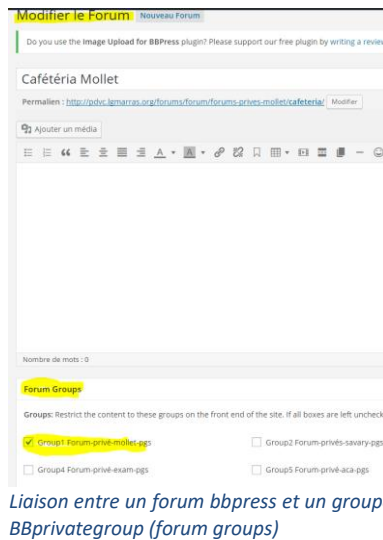 Modifier le Forum Nouveau Forum
Do you use the Image Upload for BBPress plugin? Please support our free plugin by writing a review
Cafétéria Mollet
Permalien : http://pdvc.lgmarras.org/forums/forum/forums-prives-mollet/cafeteria/ Modifier
Ajouter un média
Nombre de mots : 0
Forum Groups
Groups: Restrict the content to these groups on the front end of the site. If all boxes are left uncheck
Group1 Forum-privé-mollet-pgs Group2 Forum-privés-savary-pgs
Group4 Forum-privé-exam-pgs Group5 Forum-privé-aca-pgs
Liaison entre un forum bbpress et un group
BBprivategroup (forum groups)